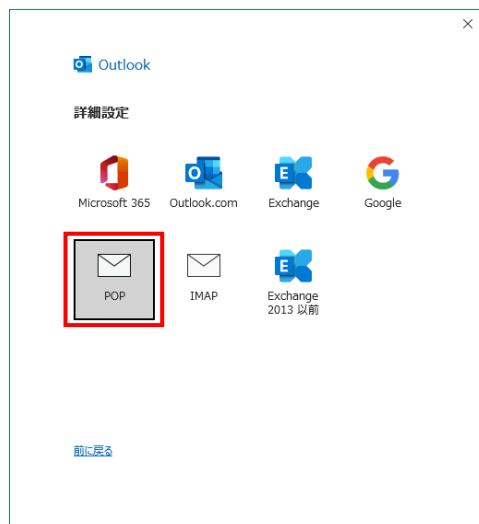 Outlook
詳細設定
Microsoft 365
Outlook.com
Exchange
Google
POP
IMAP
Exchange
2013 以前
前に戻る